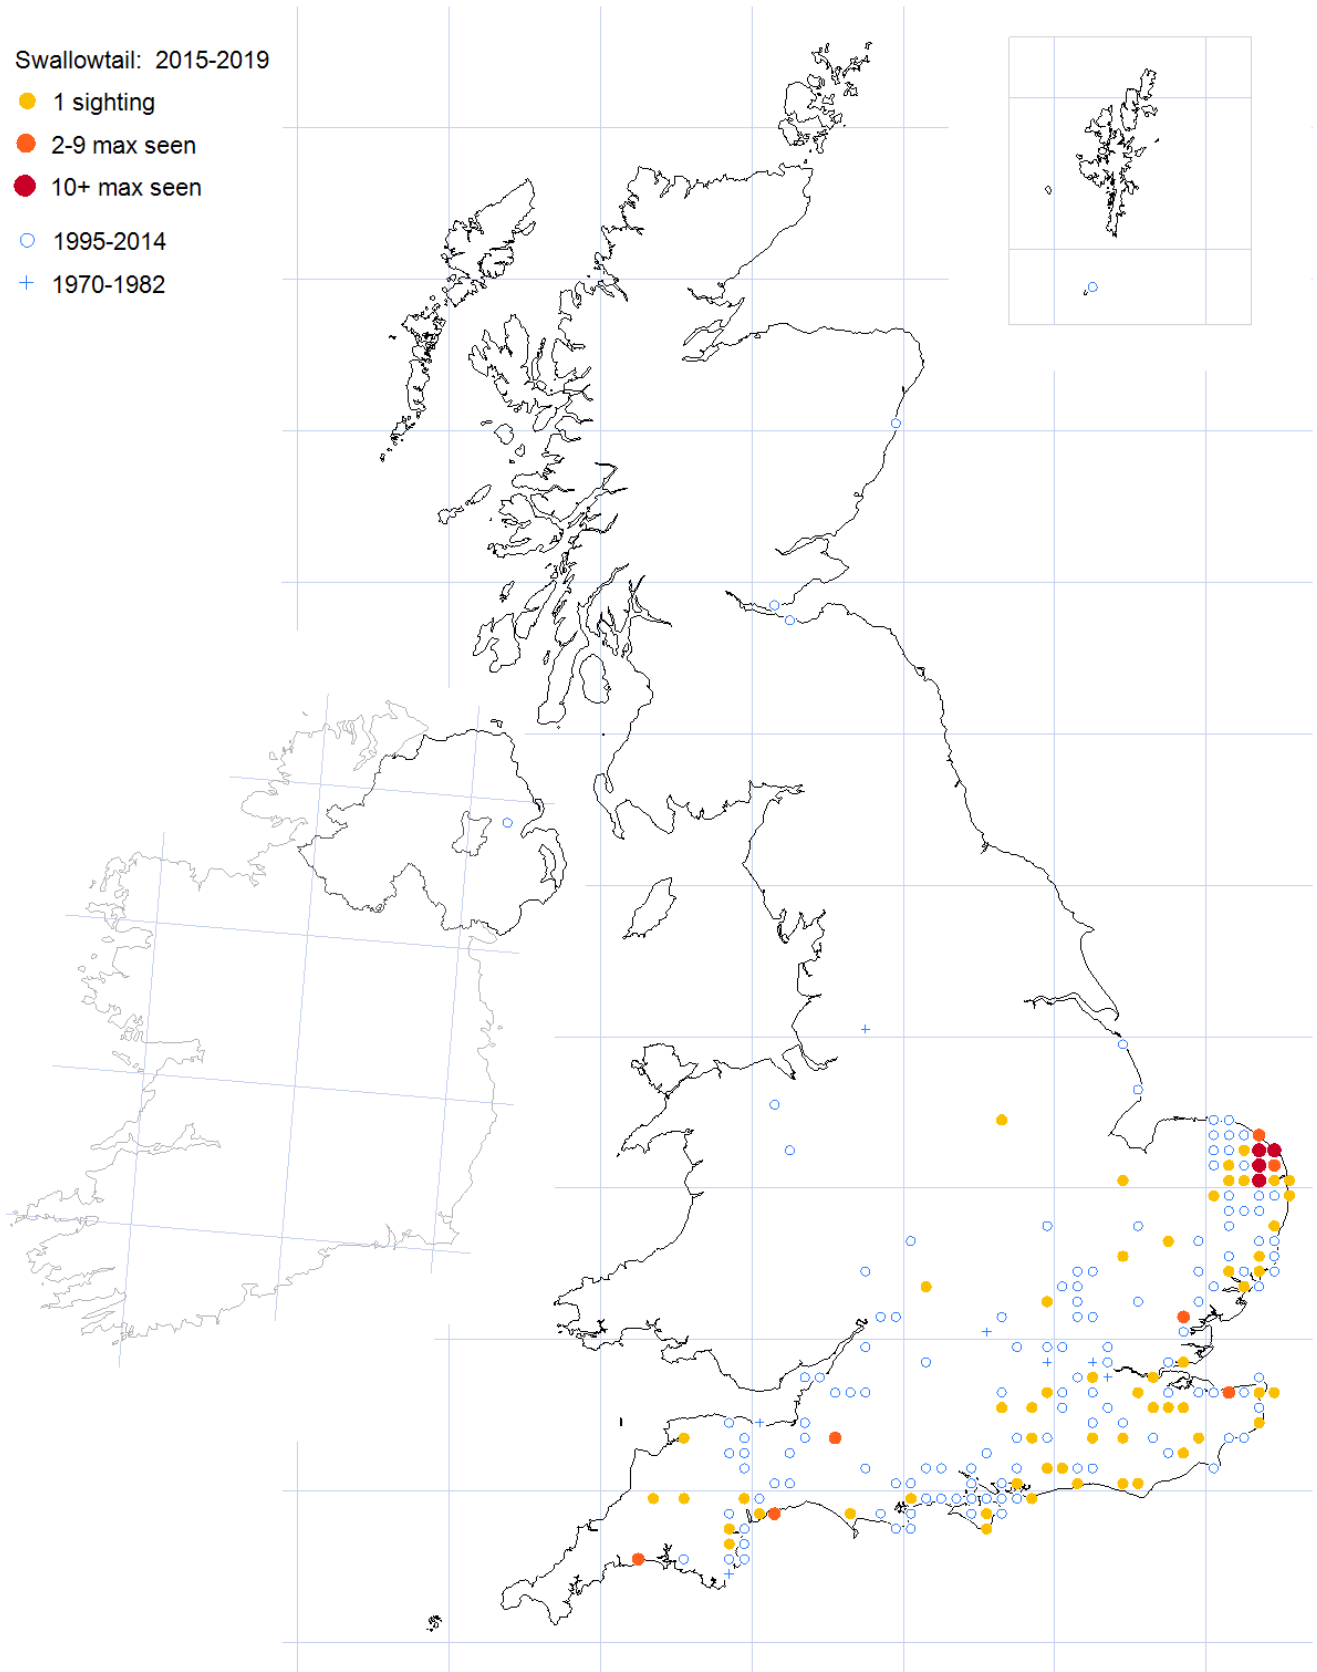 Swallowtail: 2015-2019
1 sighting
2-9 max seen
10+ max seen
1995-2014
1970-1982